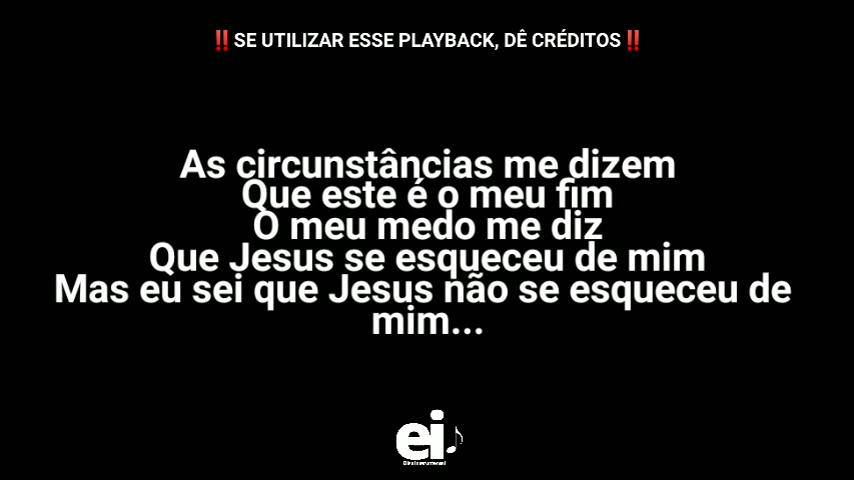 ‼️SE UTILIZAR ESSE PLAYBACK, DÊ CRÉDITOS‼️
As circunstâncias me dizem
Que este é o meu fim
O meu medo me diz
Que Jesus se esqueceu de mim
Mas eu sei que Jesus não se esqueceu de
mim...
ei